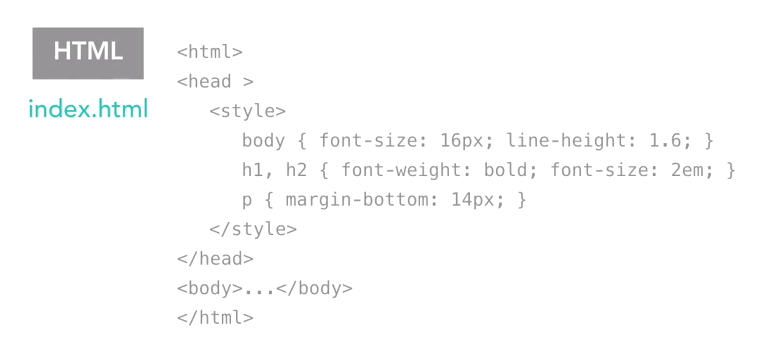 HTML
index.html
<html>
<head >
<style>
body { font-size: 16px; line-height: 1.6; }
h1, h2 { font-weight: bold; font-size: 2em; }
p { margin-bottom: 14px; }
</style>
</head>
<body>...</body>
</html>